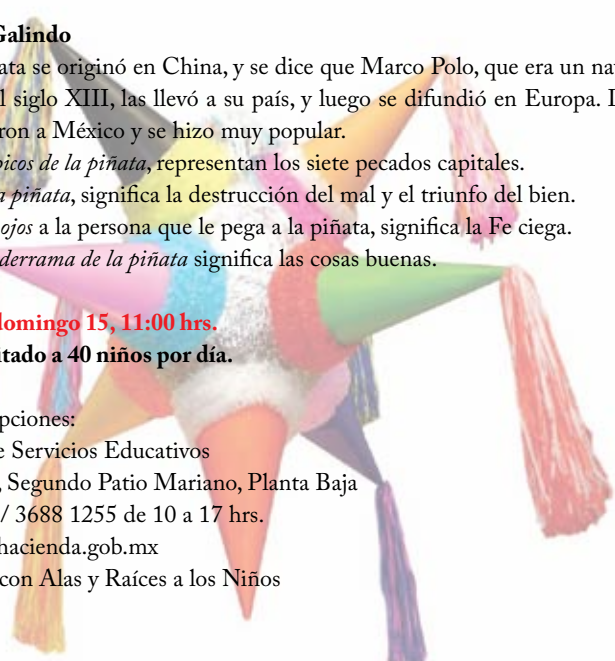 Galindo
ata se originó en China, y se dice que Marco Polo, que era un na
l siglo XIII, las llevó a su país, y luego se difundió en Europa.
ron a México y se hizo muy popular.
picos de la piñata, representan los siete pecados capitales.
a piñata, significa la destrucción del mal y el triunfo del bien.
ojos a la persona que le pega a la piñata, significa la Fe ciega.
derrama de la piñata significa las cosas buenas.
domingo 15, 11:00 hrs.
itado a 40 niños por día.
pciones:
e Servicios Educativos
, Segundo Patio Mariano, Planta Baja
/ 3688 1255 de 10 a 17 hrs.
hacienda.gob.mx
con Alas y Raíces a los Niños